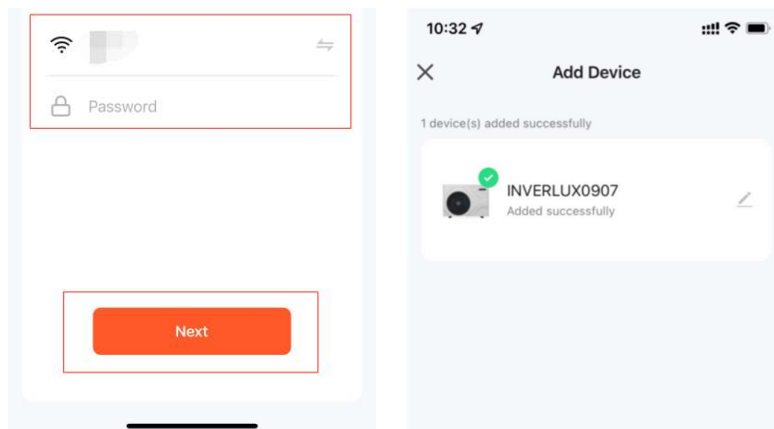 Password
Next
10:32
Add Device
1 device(s) added successfully
INVERLUX0907
Added successfully